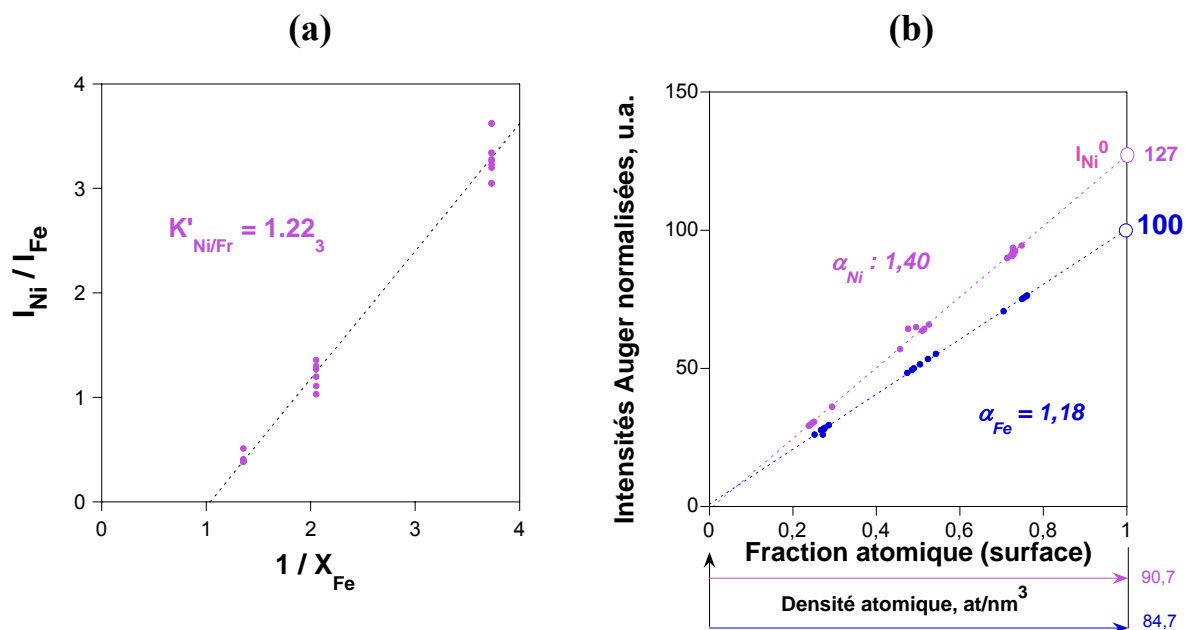 (a)
4
3
2
1
0
0
1
2
3
4
I_Ni / I_Fe
K'_Ni/Fr = 1.22_3
1 / X_Fe
(b)
150
100
50
0
0
0,2
0,4
0,6
0,8
1
Intensités Auger normalisées, u.a.
I_Ni^0
127
100
α_Ni : 1,40
α_Fe = 1,18
Fraction atomique (surface)
90,7
Densité atomique, at/nm^3
84,7